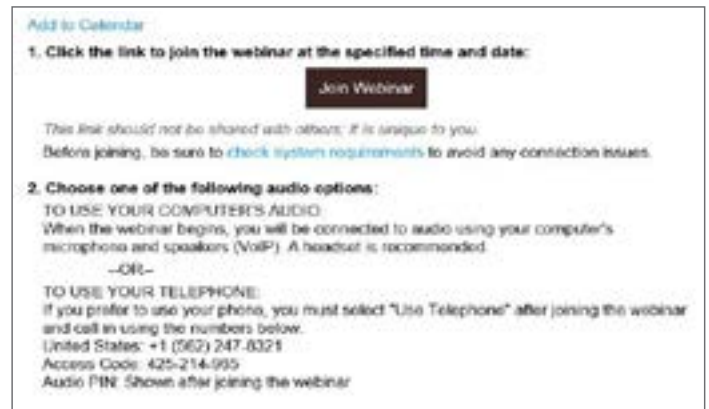 Add to Calendar
1. Click the link to join the webinar at the specified time and date:
Join Webinar
This link should not be shared with others; it is unique to you.
Before joining, be sure to check system requirements to avoid any connection issues.
2. Choose one of the following audio options:
TO USE YOUR COMPUTER'S AUDIO:
When the webinar begins, you will be connected to audio using your computer's
microphone and speakers (VoIP). A headset is recommended.
--OR--
TO USE YOUR TELEPHONE:
If you prefer to use your phone, you must select "Use Telephone" after joining the webinar
and call in using the numbers below.
United States: +1 (562) 247-8321
Access Code: 425-214-965
Audio PIN: Shown after joining the webinar